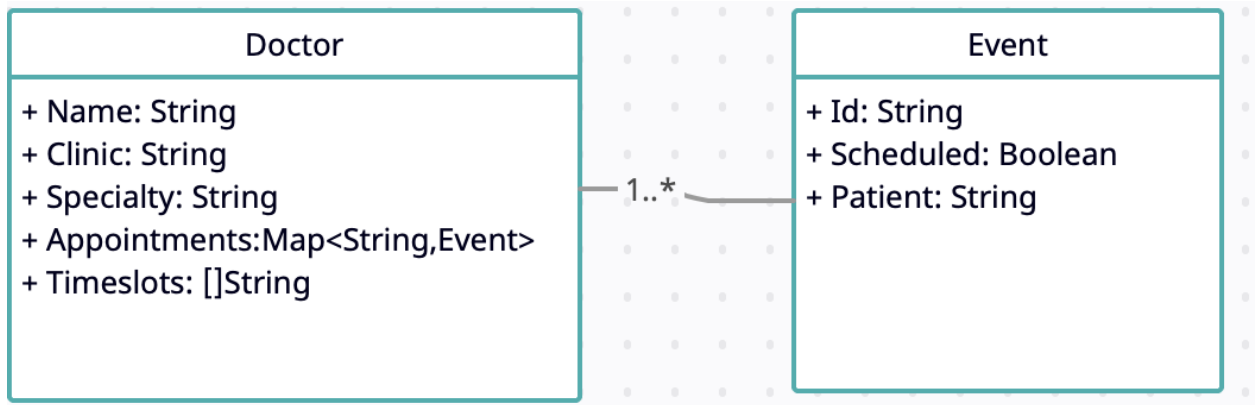 Doctor
+ Name: String
+ Clinic: String
+ Specialty: String
+ Appointments:Map<String,Event>
+ Timeslots: []String
1..*
Event
+ Id: String
+ Scheduled: Boolean
+ Patient: String